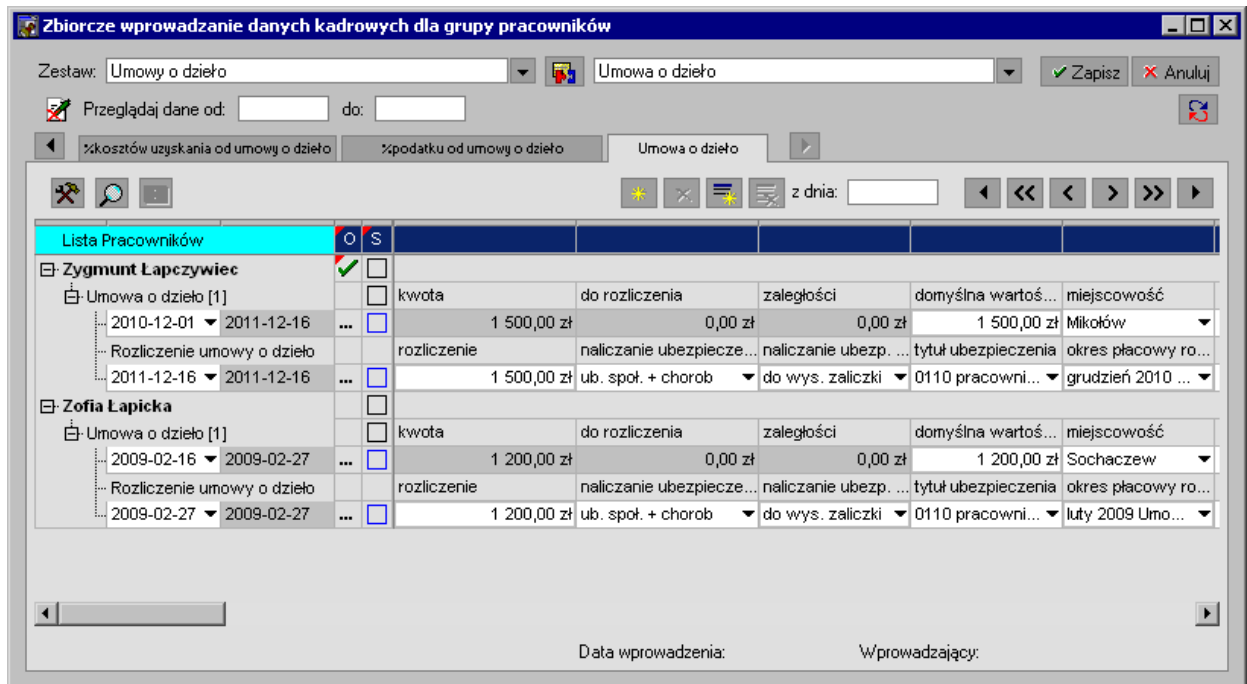 Zbiorcze wprowadzanie danych kadrowych dla grupy pracowników
Zestaw: Umowy o dzieło Umowa o dzieło Zapisz Anuluj
Przeglądaj dane od: do:
%kosztów uzyskania od umowy o dzieło %podatku od umowy o dzieło Umowa o dzieło
z dnia:
Lista Pracowników O S
Zygmunt Łapczywiec
Umowa o dzieło [1] kwota do rozliczenia zaległości domyślna wartoś... miejscowość
2010-12-01 2011-12-16 ... 1 500,00 zł 0,00 zł 0,00 zł 1 500,00 zł Mikołów
Rozliczenie umowy o dzieło rozliczenie naliczanie ubezpiecze... naliczanie ubezp. ... tytuł ubezpieczenia okres płacowy ro...
2011-12-16 2011-12-16 ... 1 500,00 zł ub. społ. + chorob do wys. zaliczki 0110 pracowni... grudzień 2010 ...
Zofia Łapicka
Umowa o dzieło [1] kwota do rozliczenia zaległości domyślna wartoś... miejscowość
2009-02-16 2009-02-27 ... 1 200,00 zł 0,00 zł 0,00 zł 1 200,00 zł Sochaczew
Rozliczenie umowy o dzieło rozliczenie naliczanie ubezpiecze... naliczanie ubezp. ... tytuł ubezpieczenia okres płacowy ro...
2009-02-27 2009-02-27 ... 1 200,00 zł ub. społ. + chorob do wys. zaliczki 0110 pracowni... luty 2009 Umo...
Data wprowadzenia: Wprowadzający: